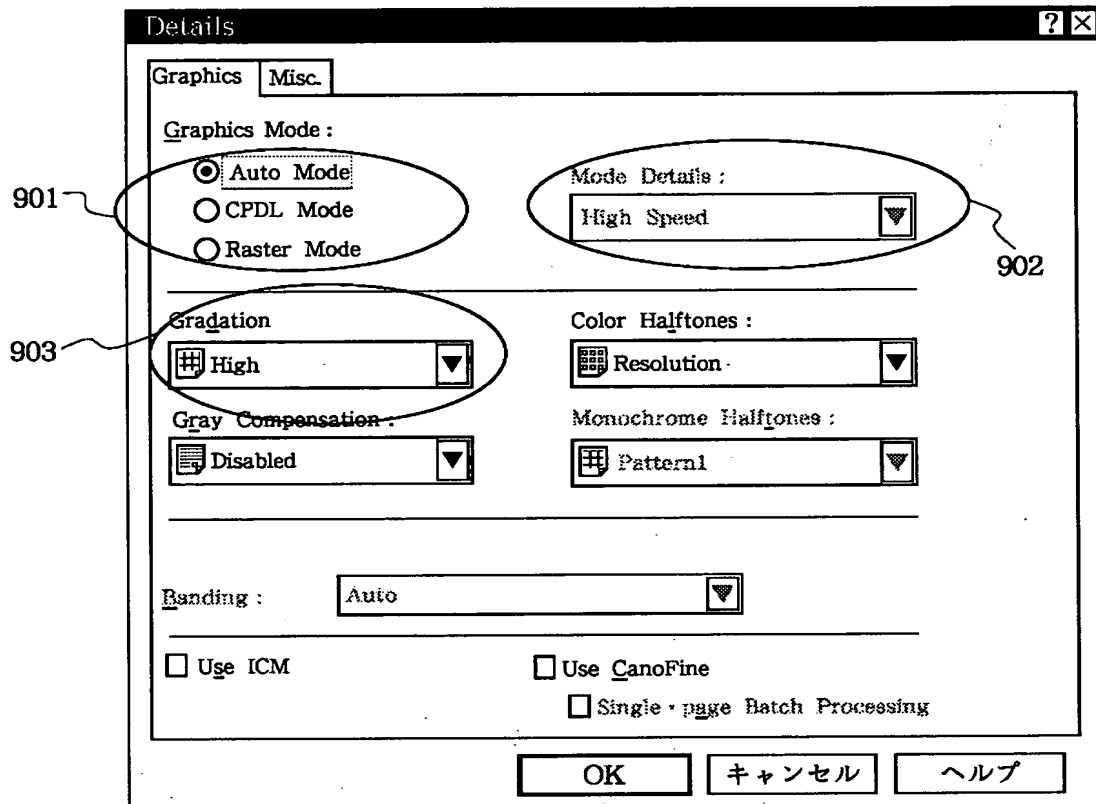 Details ? ×
Graphics Misc.
Graphics Mode :
Auto Mode
CPDL Mode
Raster Mode
901
Mode Details :
High Speed
902
903
Gradation
High
Color Halftones :
Resolution
Gray Compensation :
Disabled
Monochrome Halftones :
Pattern1
Banding : Auto
Use ICM
Use CanoFine
Single・page Batch Processing
OK キャンセル ヘルプ